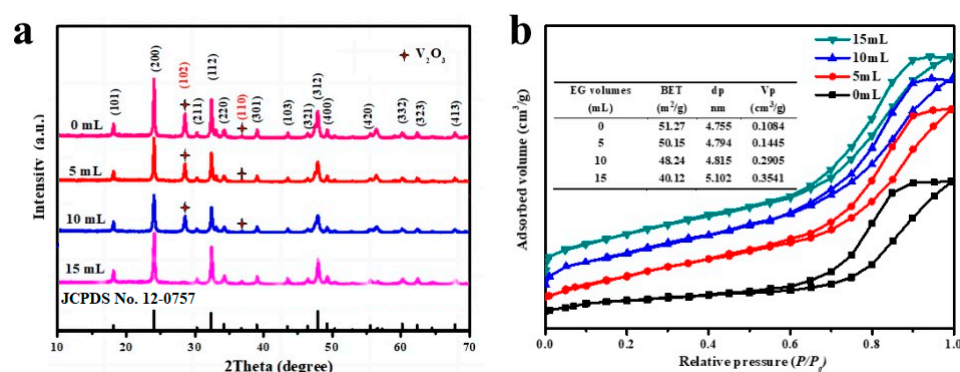 a
V₂O₃
(101)
(200)
(102)
(211)
(112)
(220)
(110)
(301)
(103)
(321)
(312)
(400)
(420)
(332)
(323)
(413)
0 mL
5 mL
10 mL
15 mL
JCPDS No. 12-0757
Intensity (a.u.)
10 20 30 40 50 60 70
2Theta (degree)
b
15mL
10mL
5mL
0mL
EG volumes BET dp Vp
(mL) (m²/g) nm (cm³/g)
0 51.27 4.755 0.1084
5 50.15 4.794 0.1445
10 48.24 4.815 0.2905
15 40.12 5.102 0.3541
Adsorbed volume (cm³/g)
0.0 0.2 0.4 0.6 0.8 1.0
Relative pressure (P/P₀)